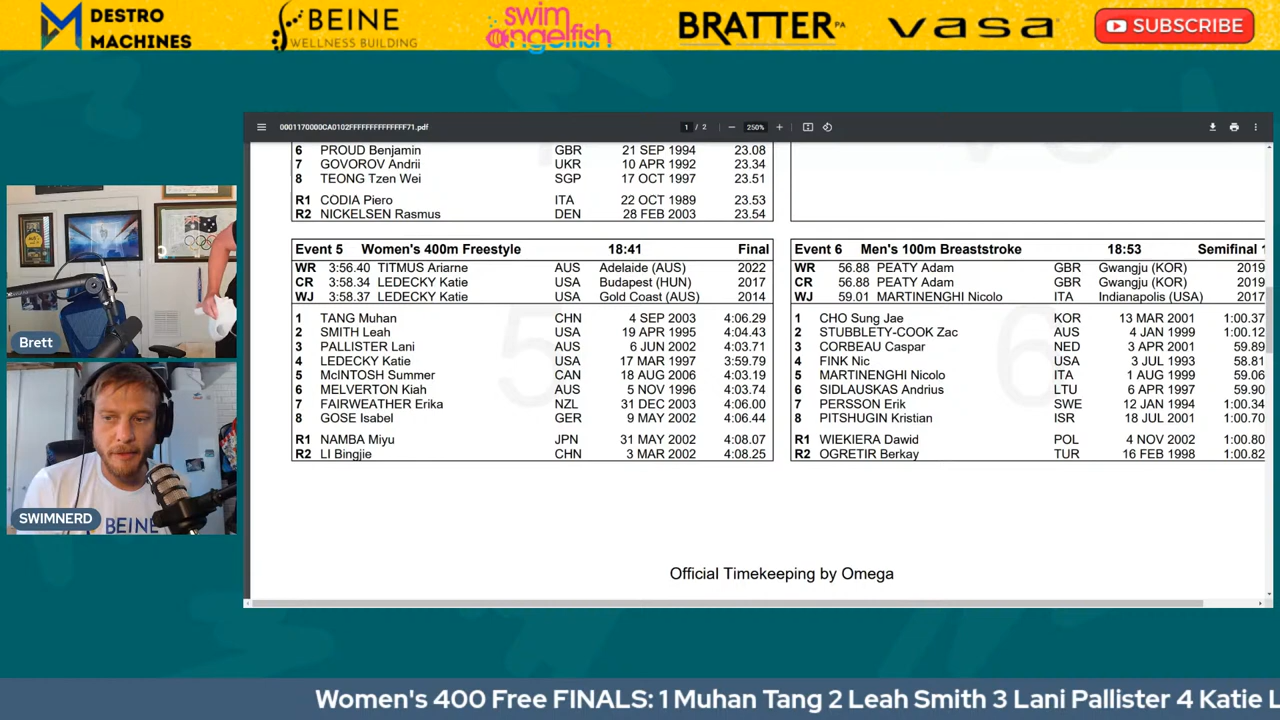 DESTRO
MACHINES
BEINE
WELLNESS BUILDING
swim
angelfish
BRATTER PA
vasa
SUBSCRIBE
0001170000CA0102FFFFFFFFFFFFFF71.pdf
1 / 2
250%
6 PROUD Benjamin GBR 21 SEP 1994 23.08
7 GOVOROV Andrii UKR 10 APR 1992 23.34
8 TEONG Tzen Wei SGP 17 OCT 1997 23.51
R1 CODIA Piero ITA 22 OCT 1989 23.53
R2 NICKELSEN Rasmus DEN 28 FEB 2003 23.54
Event 5 Women's 400m Freestyle 18:41 Final
WR 3:56.40 TITMUS Ariarne AUS Adelaide (AUS) 2022
CR 3:58.34 LEDECKY Katie USA Budapest (HUN) 2017
WJ 3:58.37 LEDECKY Katie USA Gold Coast (AUS) 2014
5
1 TANG Muhan CHN 4 SEP 2003 4:06.29
2 SMITH Leah USA 19 APR 1995 4:04.43
3 PALLISTER Lani AUS 6 JUN 2002 4:03.71
4 LEDECKY Katie USA 17 MAR 1997 3:59.79
5 McINTOSH Summer CAN 18 AUG 2006 4:03.19
6 MELVERTON Kiah AUS 5 NOV 1996 4:03.74
7 FAIRWEATHER Erika NZL 31 DEC 2003 4:06.00
8 GOSE Isabel GER 9 MAY 2002 4:06.44
R1 NAMBA Miyu JPN 31 MAY 2002 4:08.07
R2 LI Bingjie CHN 3 MAR 2002 4:08.25
Event 6 Men's 100m Breaststroke 18:53 Semifinal 1
WR 56.88 PEATY Adam GBR Gwangju (KOR) 2019
CR 56.88 PEATY Adam GBR Gwangju (KOR) 2019
WJ 59.01 MARTINENGHI Nicolo ITA Indianapolis (USA) 2017
6
1 CHO Sung Jae KOR 13 MAR 2001 1:00.37
2 STUBBLETY-COOK Zac AUS 4 JAN 1999 1:00.12
3 CORBEAU Caspar NED 3 APR 2001 59.89
4 FINK Nic USA 3 JUL 1993 58.81
5 MARTINENGHI Nicolo ITA 1 AUG 1999 59.06
6 SIDLAUSKAS Andrius LTU 6 APR 1997 59.90
7 PERSSON Erik SWE 12 JAN 1994 1:00.34
8 PITSHUGIN Kristian ISR 18 JUL 2001 1:00.70
R1 WIEKIERA Dawid POL 4 NOV 2002 1:00.80
R2 OGRETIR Berkay TUR 16 FEB 1998 1:00.82
Official Timekeeping by Omega
Brett
BEINE
SWIMNERD
Women's 400 Free FINALS: 1 Muhan Tang 2 Leah Smith 3 Lani Pallister 4 Katie L